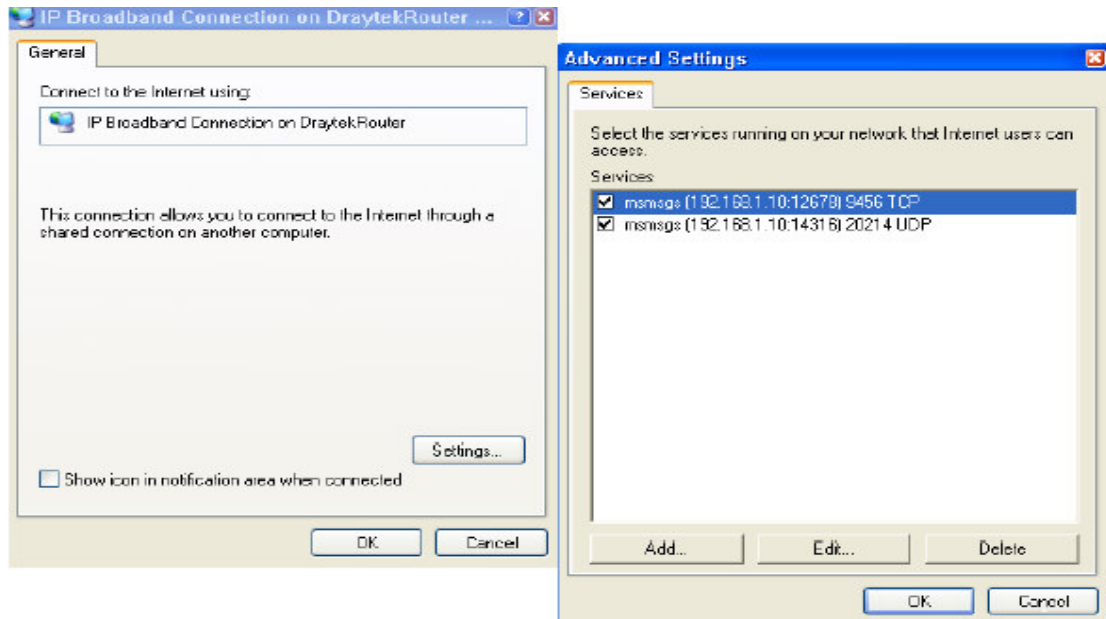 IP Broadband Connection on DraytekRouter ...
General
Connect to the Internet using:
IP Broadband Connection on DraytekRouter
This connection allows you to connect to the Internet through a
shared connection on another computer.
Settings...
Show icon in notification area when connected
OK
Cancel
Advanced Settings
Services
Select the services running on your network that Internet users can
access.
Services
msmsgs (192.168.1.10:12678) 9456 TCP
msmsgs (192.168.1.10:14316) 20214 UDP
Add...
Edit...
Delete
OK
Cancel